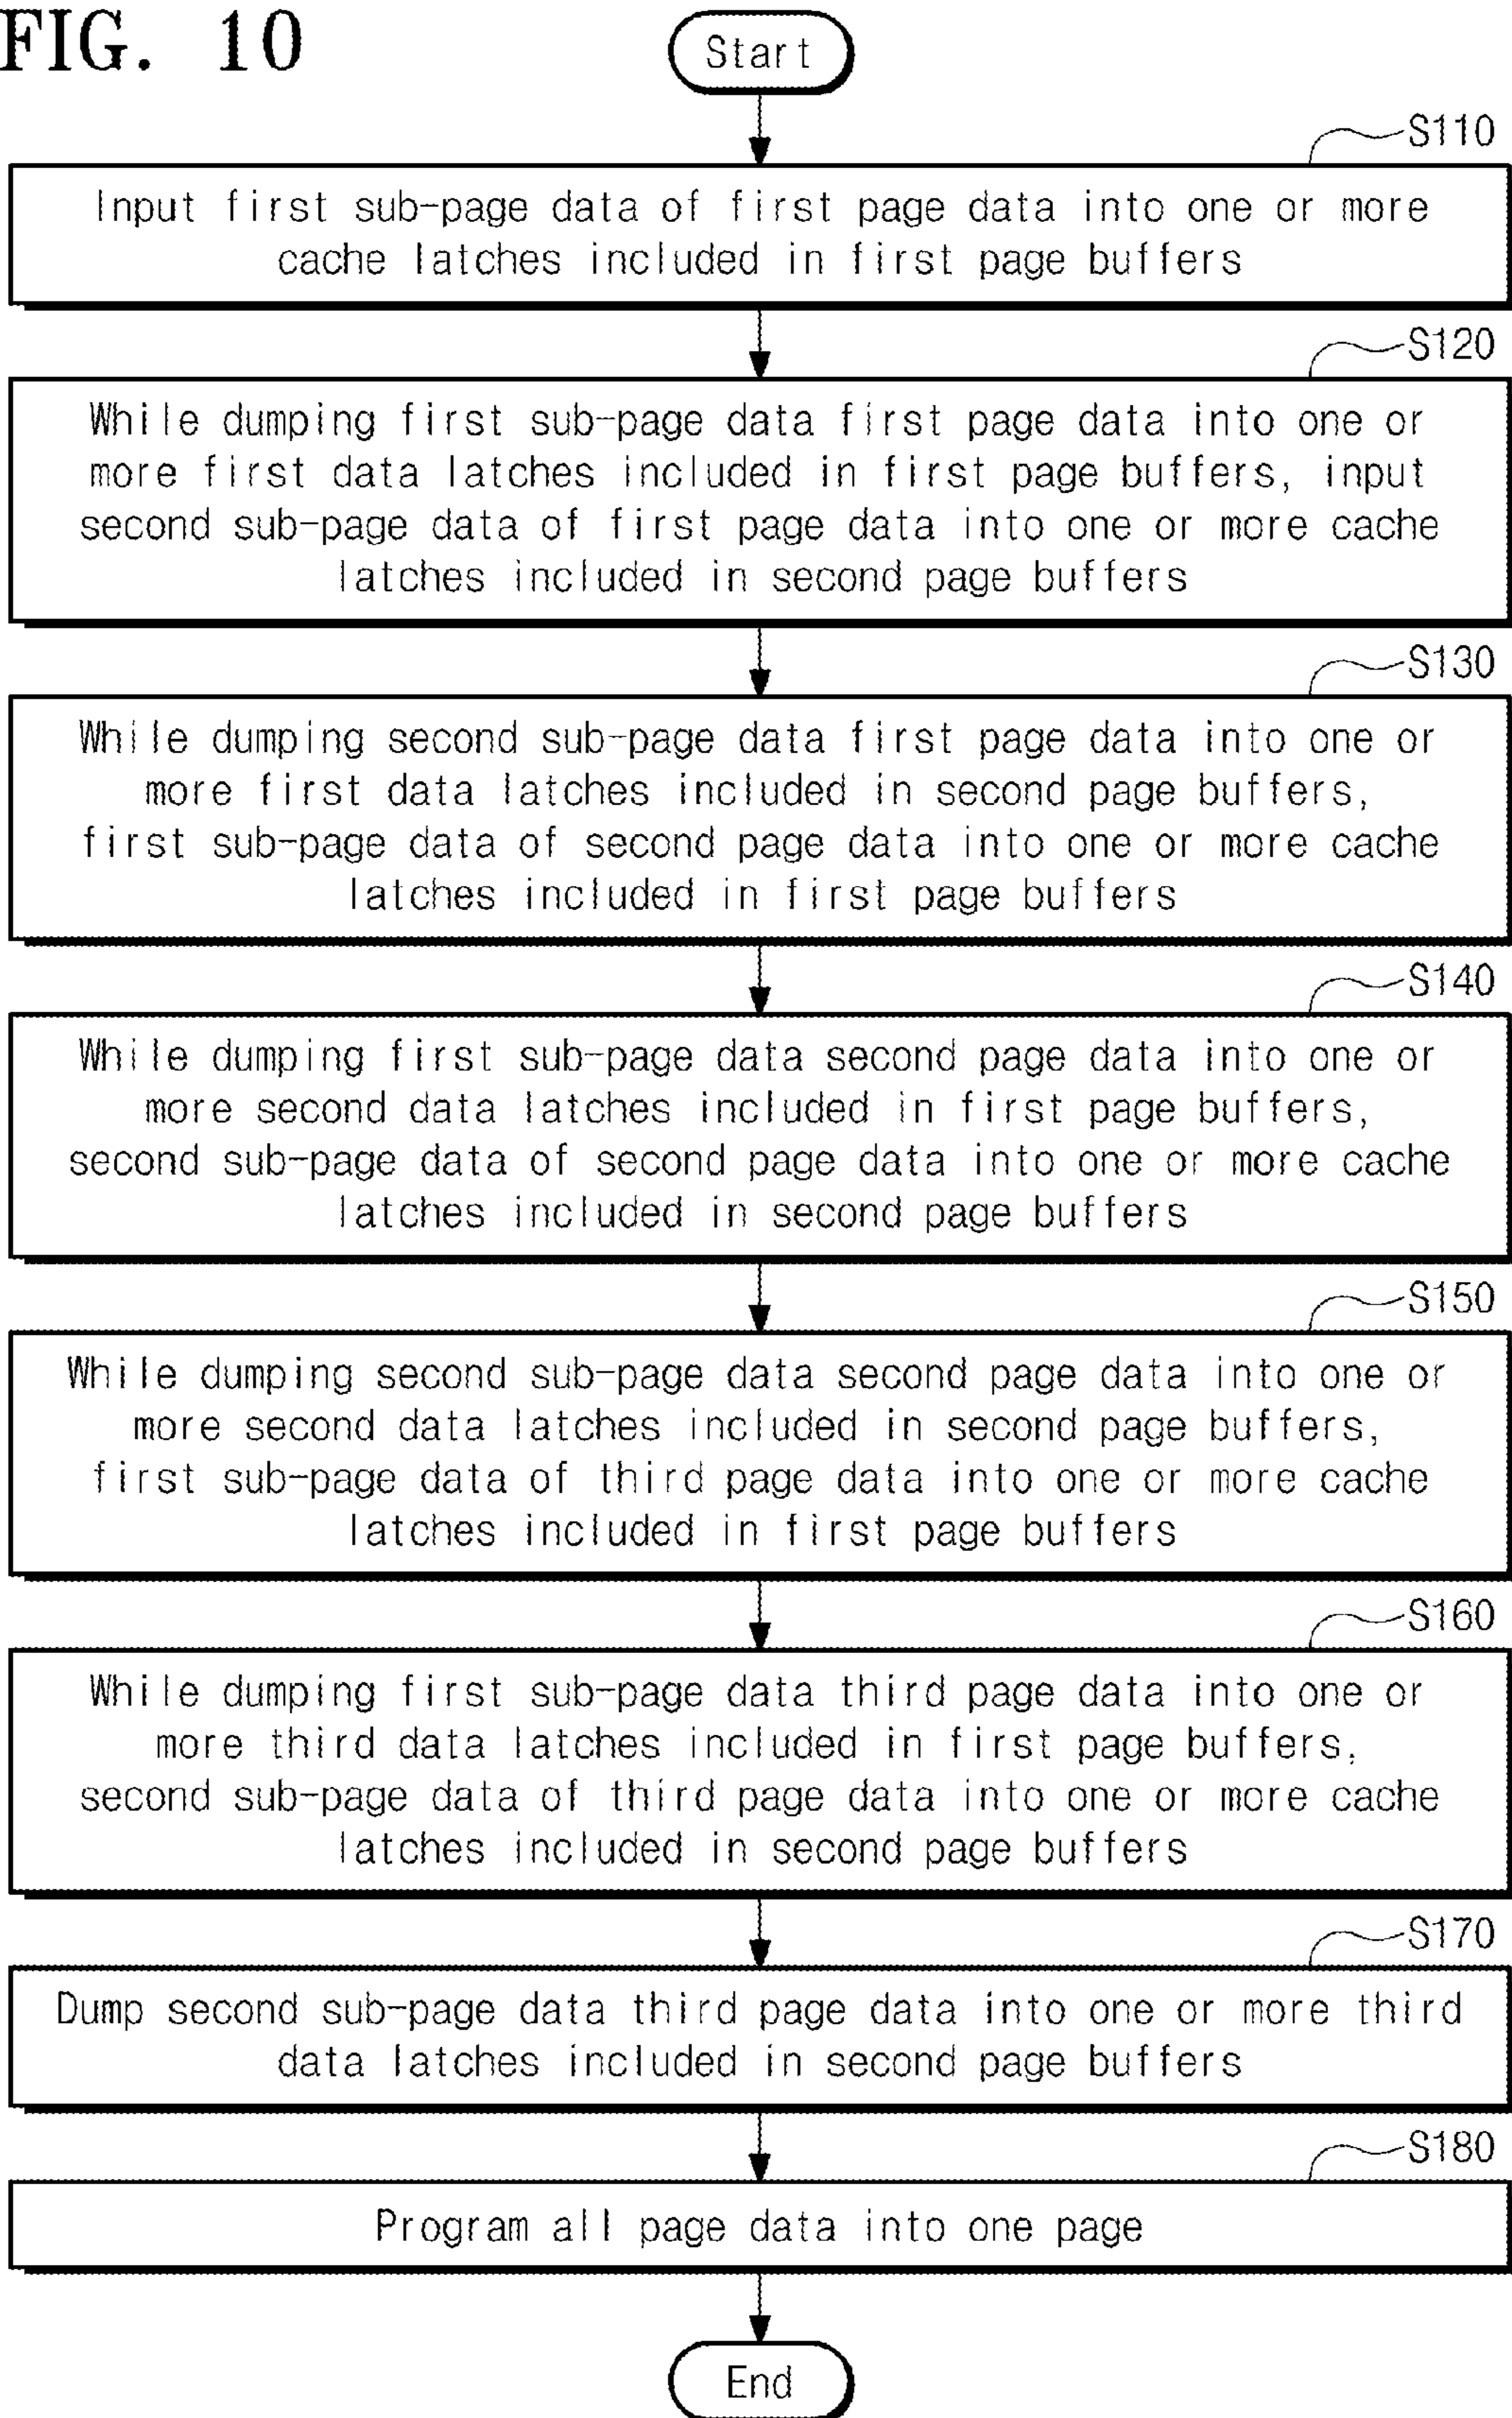 FIG. 10
Start
S110
Input first sub-page data of first page data into one or more
cache latches included in first page buffers
S120
While dumping first sub-page data first page data into one or
more first data latches included in first page buffers, input
second sub-page data of first page data into one or more cache
latches included in second page buffers
S130
While dumping second sub-page data first page data into one or
more first data latches included in second page buffers,
first sub-page data of second page data into one or more cache
latches included in first page buffers
S140
While dumping first sub-page data second page data into one or
more second data latches included in first page buffers,
second sub-page data of second page data into one or more cache
latches included in second page buffers
S150
While dumping second sub-page data second page data into one or
more second data latches included in second page buffers,
first sub-page data of third page data into one or more cache
latches included in first page buffers
S160
While dumping first sub-page data third page data into one or
more third data latches included in first page buffers,
second sub-page data of third page data into one or more cache
latches included in second page buffers
S170
Dump second sub-page data third page data into one or more third
data latches included in second page buffers
S180
Program all page data into one page
End